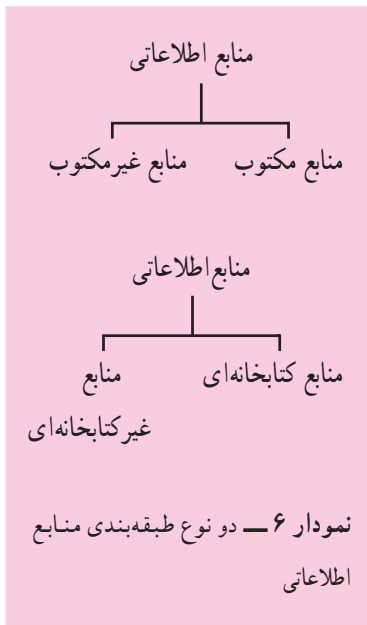 منابع اطلاعاتی
منابع مکتوب منابع غیرمکتوب
منابع اطلاعاتی
منابع کتابخانه‌ای منابع
غیرکتابخانه‌ای
نمودار ۶ ــ دو نوع طبقه‌بندی منابع
اطلاعاتی